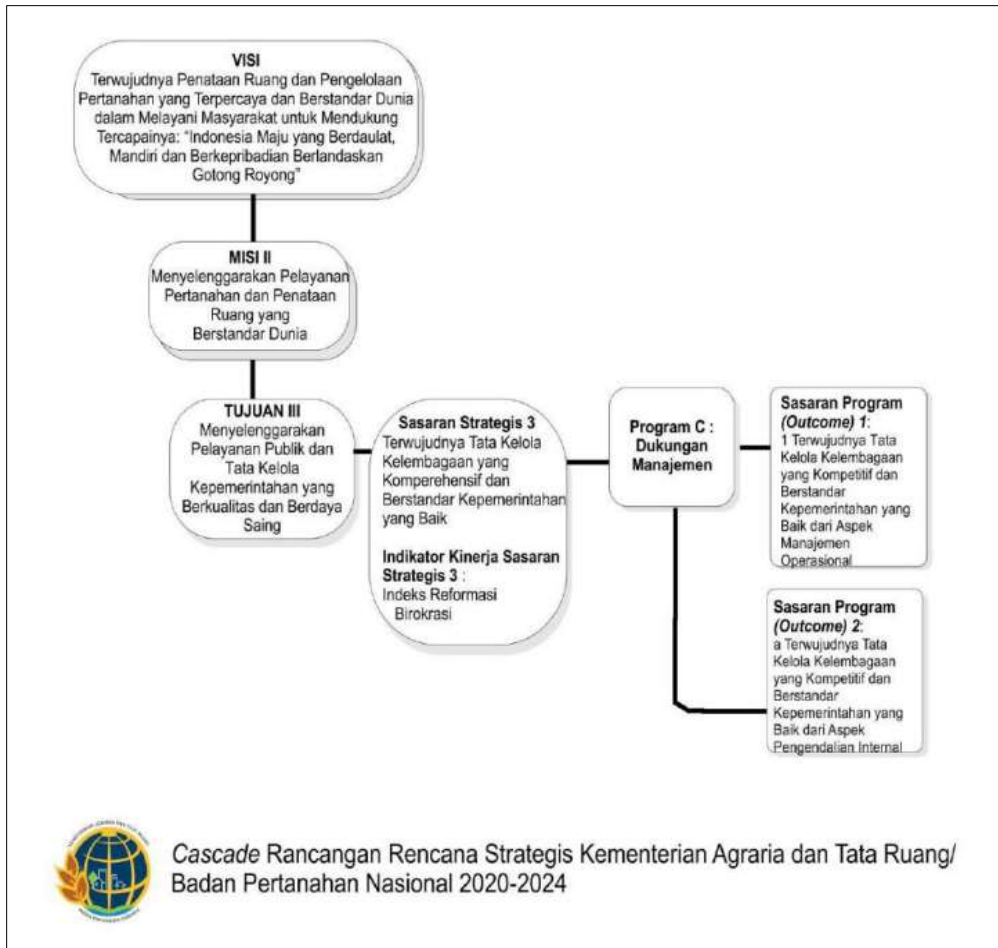 VISI
Terwujudnya Penataan Ruang dan Pengelolaan
Pertanahan yang Terpercaya dan Berstandar Dunia
dalam Melayani Masyarakat untuk Mendukung
Tercapainya: “Indonesia Maju yang Berdaulat,
Mandiri dan Berkepribadian Berlandaskan
Gotong Royong”
MISI II
Menyelenggarakan Pelayanan
Pertanahan dan Penataan
Ruang yang
Berstandar Dunia
TUJUAN III
Menyelenggarakan
Pelayanan Publik dan
Tata Kelola
Kepemerintahan yang
Berkualitas dan Berdaya
Saing
Sasaran Strategis 3
Terwujudnya Tata Kelola
Kelembagaan yang
Komperehensif dan
Berstandar Kepemerintahan
yang Baik
Indikator Kinerja Sasaran
Strategis 3 :
Indeks Reformasi
Birokrasi
Program C :
Dukungan
Manajemen
Sasaran Program
(Outcome) 1:
1 Terwujudnya Tata
Kelola Kelembagaan
yang Kompetitif dan
Berstandar
Kepemerintahan yang
Baik dari Aspek
Manajemen
Operasional
Sasaran Program
(Outcome) 2:
a Terwujudnya Tata
Kelola Kelembagaan
yang Kompetitif dan
Berstandar
Kepemerintahan yang
Baik dari Aspek
Pengendalian Internal
Cascade Rancangan Rencana Strategis Kementerian Agraria dan Tata Ruang/
Badan Pertanahan Nasional 2020-2024